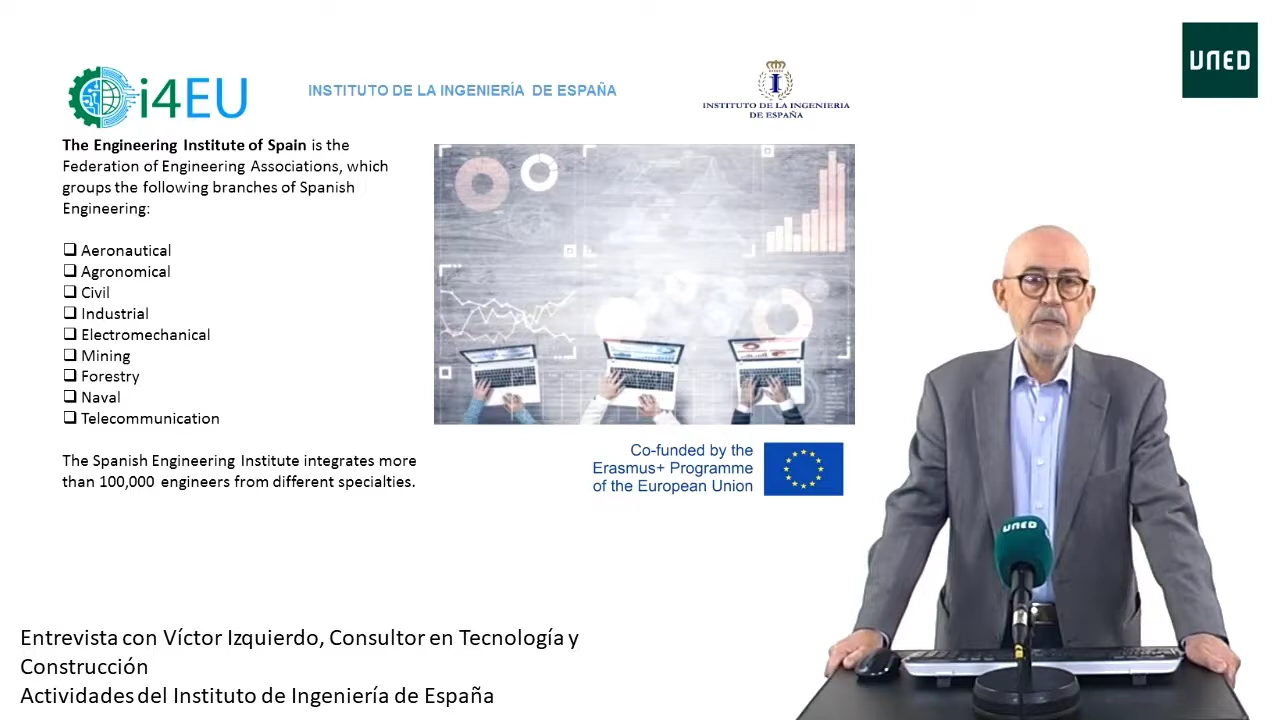 i4EU
INSTITUTO DE LA INGENIERÍA DE ESPAÑA
INSTITUTO DE LA INGENIERIA
DE ESPAÑA
UNED
The Engineering Institute of Spain is the
Federation of Engineering Associations, which
groups the following branches of Spanish
Engineering:
Aeronautical
Agronomical
Civil
Industrial
Electromechanical
Mining
Forestry
Naval
Telecommunication
The Spanish Engineering Institute integrates more
than 100,000 engineers from different specialties.
Co-funded by the
Erasmus+ Programme
of the European Union
UNED
Entrevista con Víctor Izquierdo, Consultor en Tecnología y
Construcción
Actividades del Instituto de Ingeniería de España